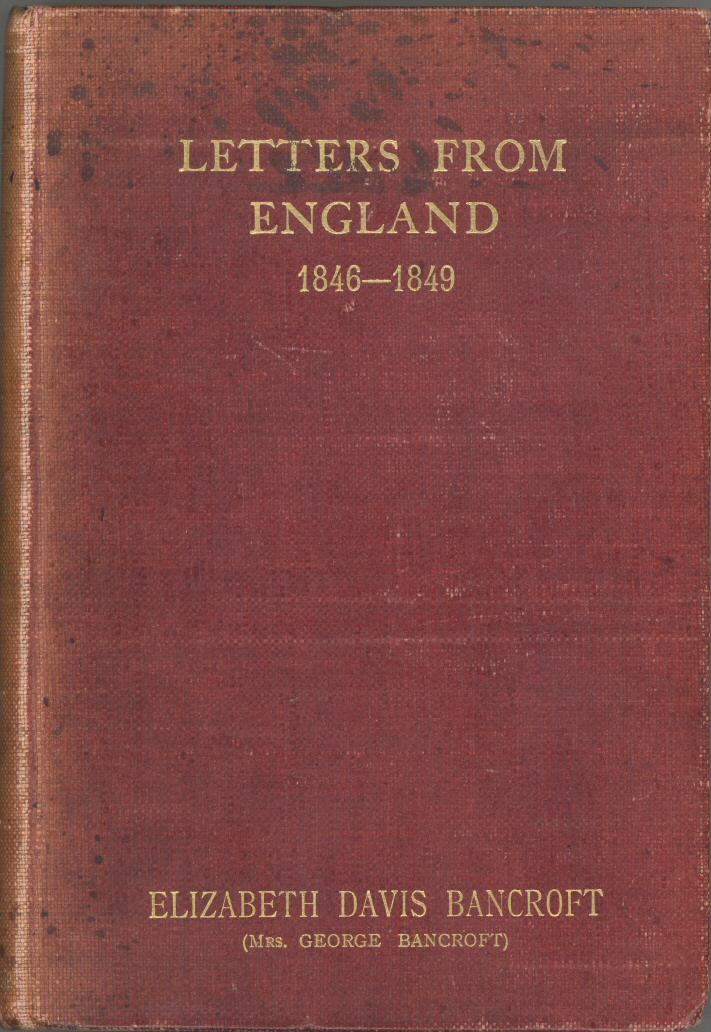 LETTERS FROM
ENGLAND
1846—1849
ELIZABETH DAVIS BANCROFT
(MRS. GEORGE BANCROFT)